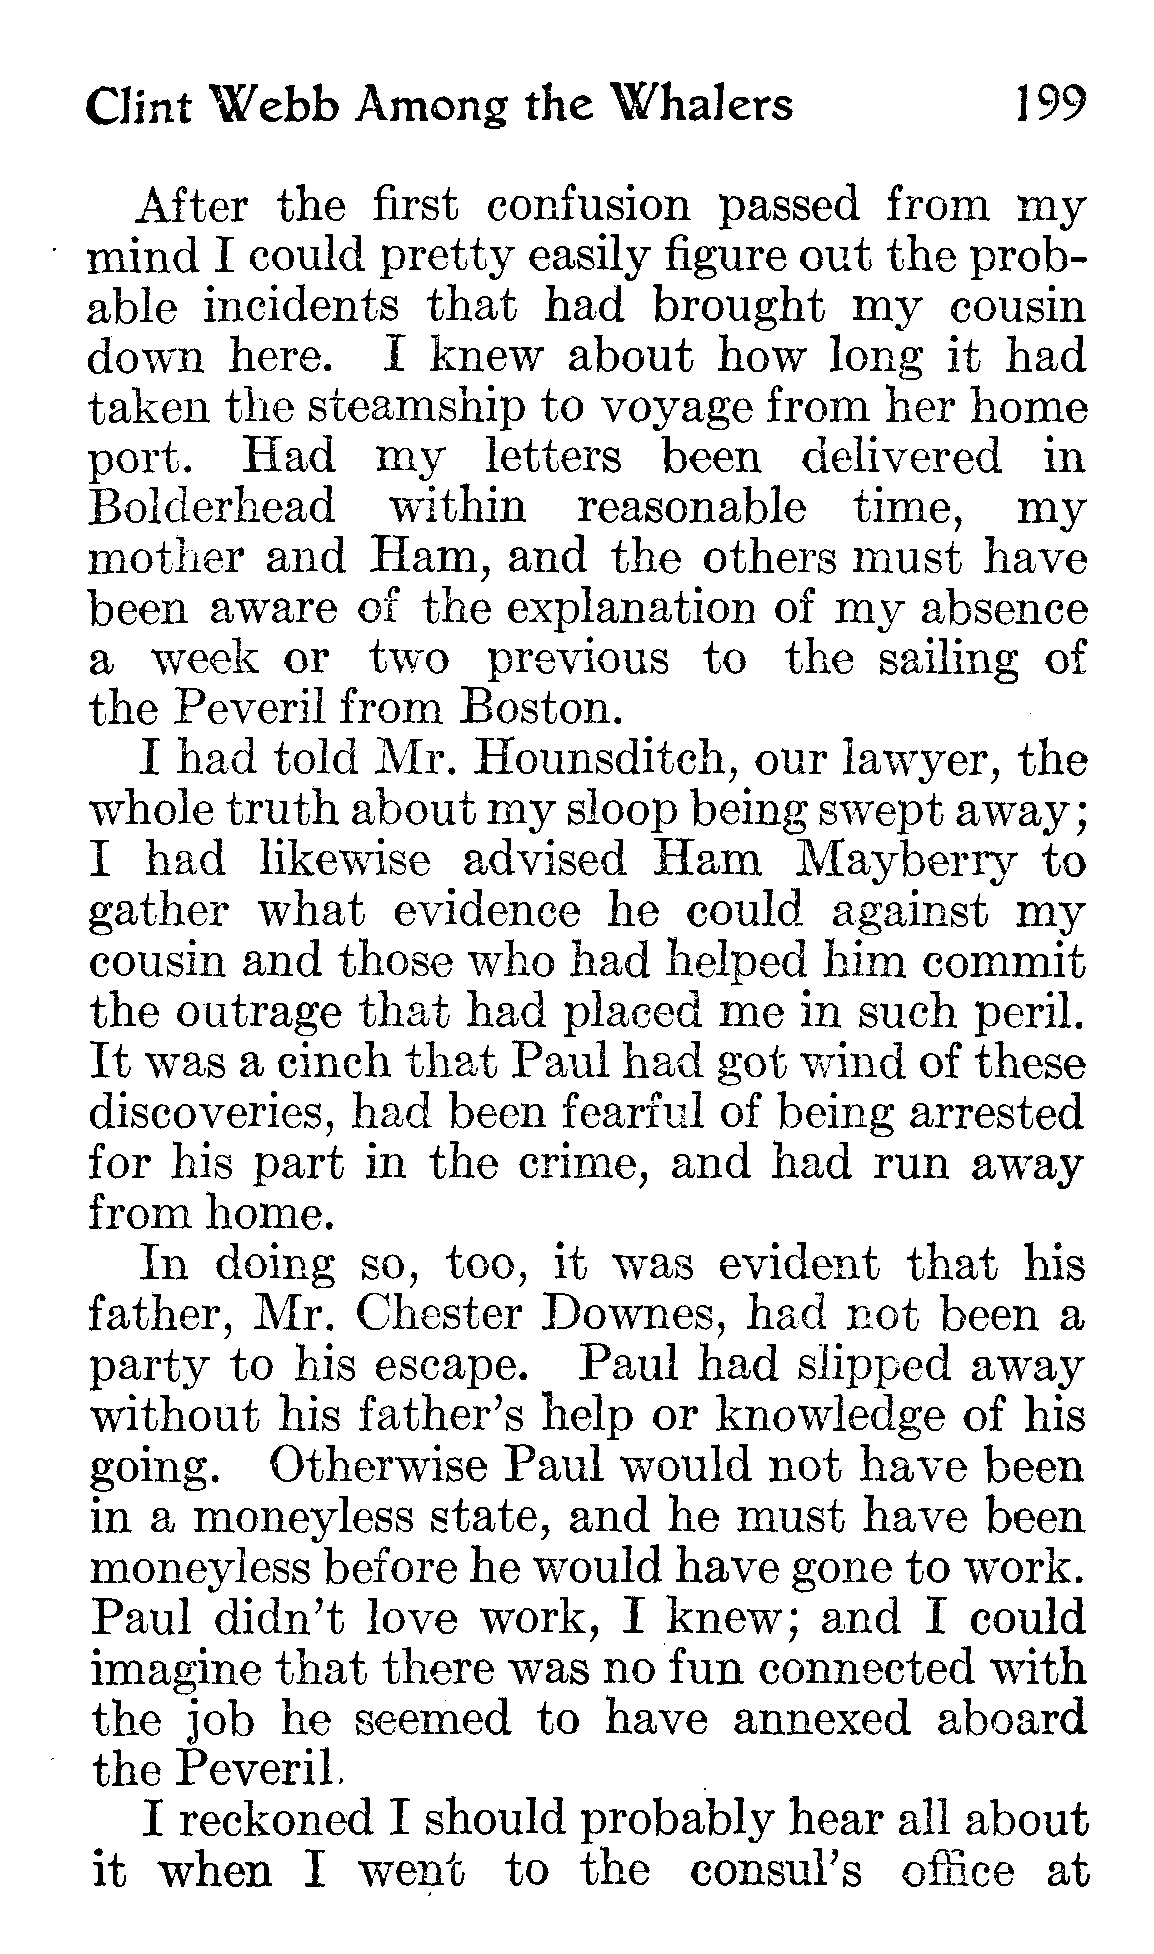 Clint Webb Among the Whalers 199
After the first confusion passed from my
mind I could pretty easily figure out the prob-
able incidents that had brought my cousin
down here. I knew about how long it had
taken the steamship to voyage from her home
port. Had my letters been delivered in
Bolderhead within reasonable time, my
mother and Ham, and the others must have
been aware of the explanation of my absence
a week or two previous to the sailing of
the Peveril from Boston.
I had told Mr. Hounsditch, our lawyer, the
whole truth about my sloop being swept away;
I had likewise advised Ham Mayberry to
gather what evidence he could against my
cousin and those who had helped him commit
the outrage that had placed me in such peril.
It was a cinch that Paul had got wind of these
discoveries, had been fearful of being arrested
for his part in the crime, and had run away
from home.
In doing so, too, it was evident that his
father, Mr. Chester Downes, had not been a
party to his escape. Paul had slipped away
without his father's help or knowledge of his
going. Otherwise Paul would not have been
in a moneyless state, and he must have been
moneyless before he would have gone to work.
Paul didn't love work, I knew; and I could
imagine that there was no fun connected with
the job he seemed to have annexed aboard
the Peveril.
I reckoned I should probably hear all about
it when I went to the consul's office at